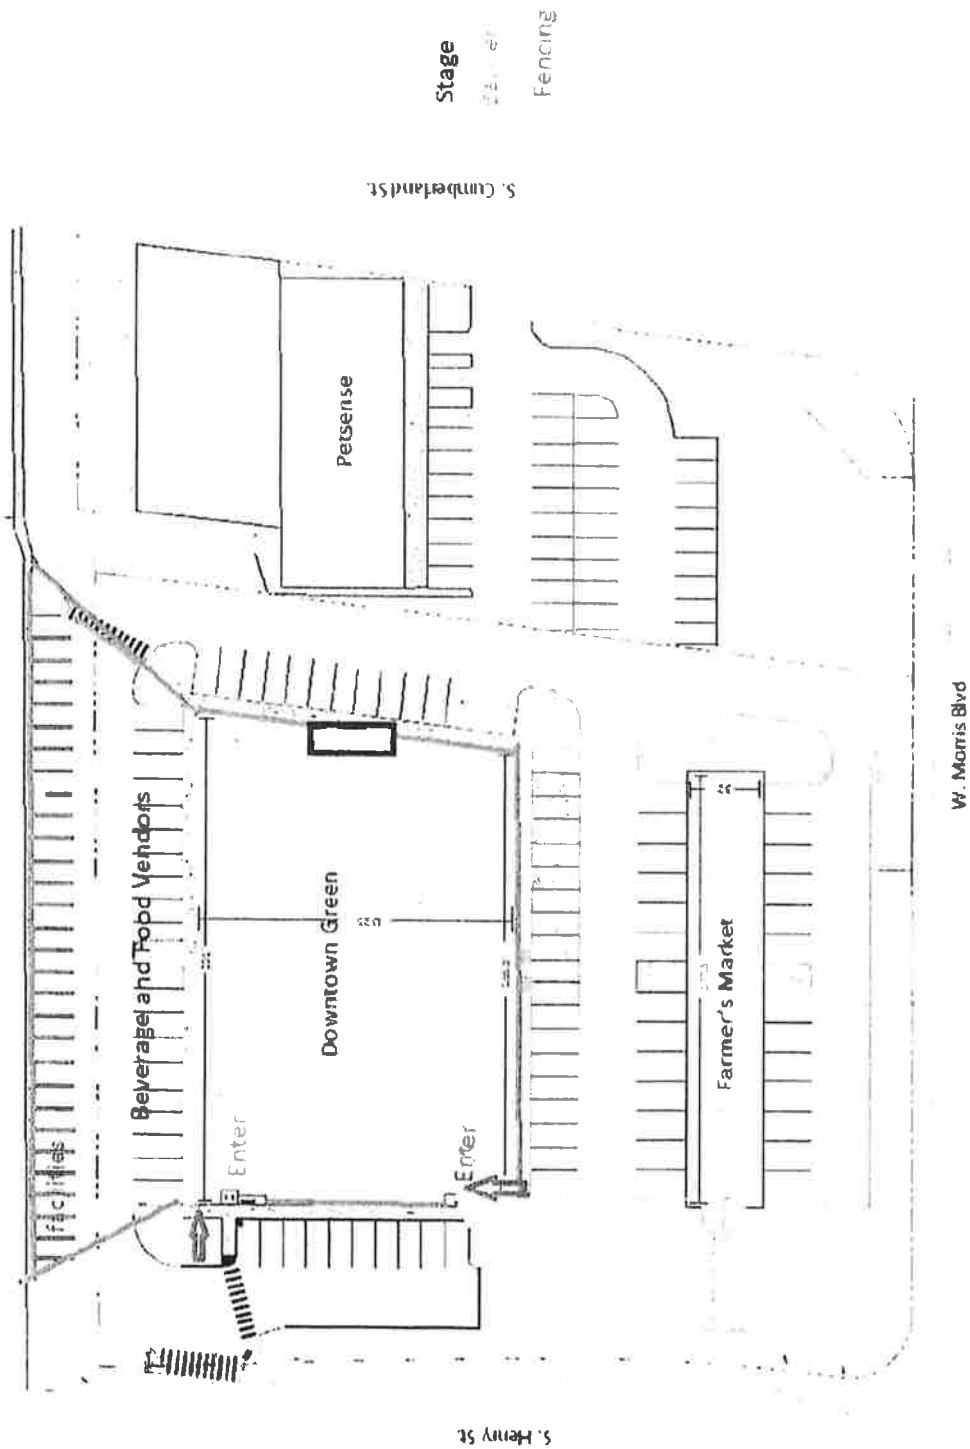 Stage
Fencing
S. Cumberland St.
Petsense
facilities
Beverage and Food Vendors
Enter
Downtown Green
Enter
Farmer's Market
W. Morris Blvd
S. Henry St